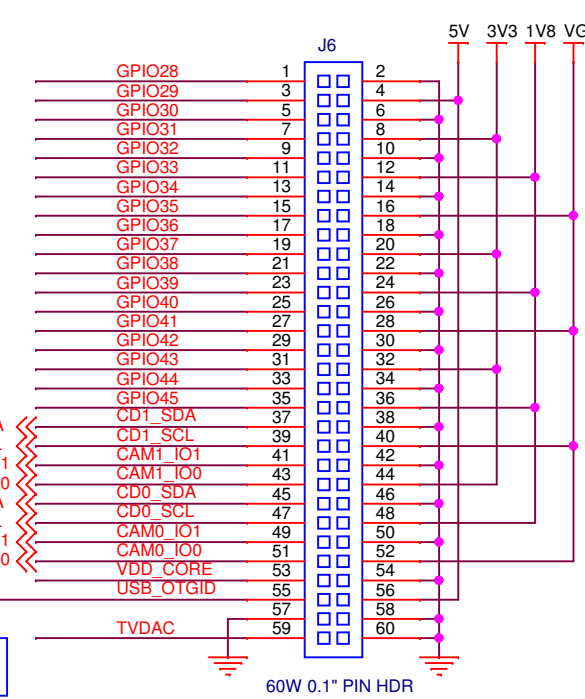 5V 3V3 1V8 VG
J6
GPIO28 1 2
GPIO29 3 4
GPIO30 5 6
GPIO31 7 8
GPIO32 9 10
GPIO33 11 12
GPIO34 13 14
GPIO35 15 16
GPIO36 17 18
GPIO37 19 20
GPIO38 21 22
GPIO39 23 24
GPIO40 25 26
GPIO41 27 28
GPIO42 29 30
GPIO43 31 32
GPIO44 33 34
GPIO45 35 36
A CD1_SDA 37 38
CD1_SCL 39 40
1 CAM1_IO1 41 42
0 CAM1_IO0 43 44
A CD0_SDA 45 46
CD0_SCL 47 48
1 CAM0_IO1 49 50
0 CAM0_IO0 51 52
VDD_CORE 53 54
USB_OTGID 55 56
57 58
TVDAC 59 60
60W 0.1" PIN HDR